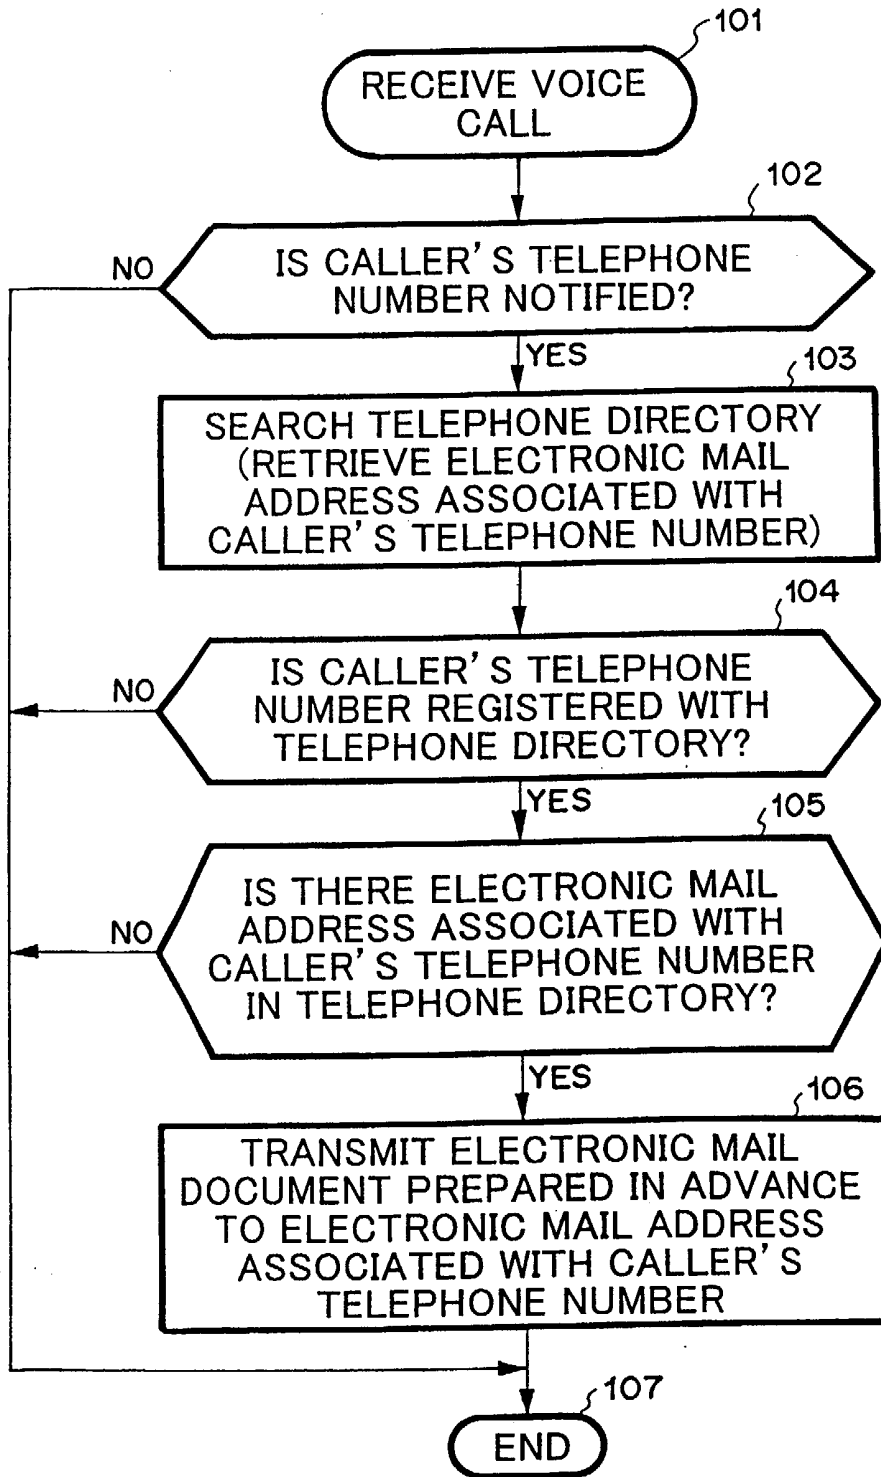 101
RECEIVE VOICE
CALL
102
NO
IS CALLER'S TELEPHONE
NUMBER NOTIFIED?
YES
103
SEARCH TELEPHONE DIRECTORY
(RETRIEVE ELECTRONIC MAIL
ADDRESS ASSOCIATED WITH
CALLER'S TELEPHONE NUMBER)
104
NO
IS CALLER'S TELEPHONE
NUMBER REGISTERED WITH
TELEPHONE DIRECTORY?
YES
105
NO
IS THERE ELECTRONIC MAIL
ADDRESS ASSOCIATED WITH
CALLER'S TELEPHONE NUMBER
IN TELEPHONE DIRECTORY?
YES
106
TRANSMIT ELECTRONIC MAIL
DOCUMENT PREPARED IN ADVANCE
TO ELECTRONIC MAIL ADDRESS
ASSOCIATED WITH CALLER'S
TELEPHONE NUMBER
107
END